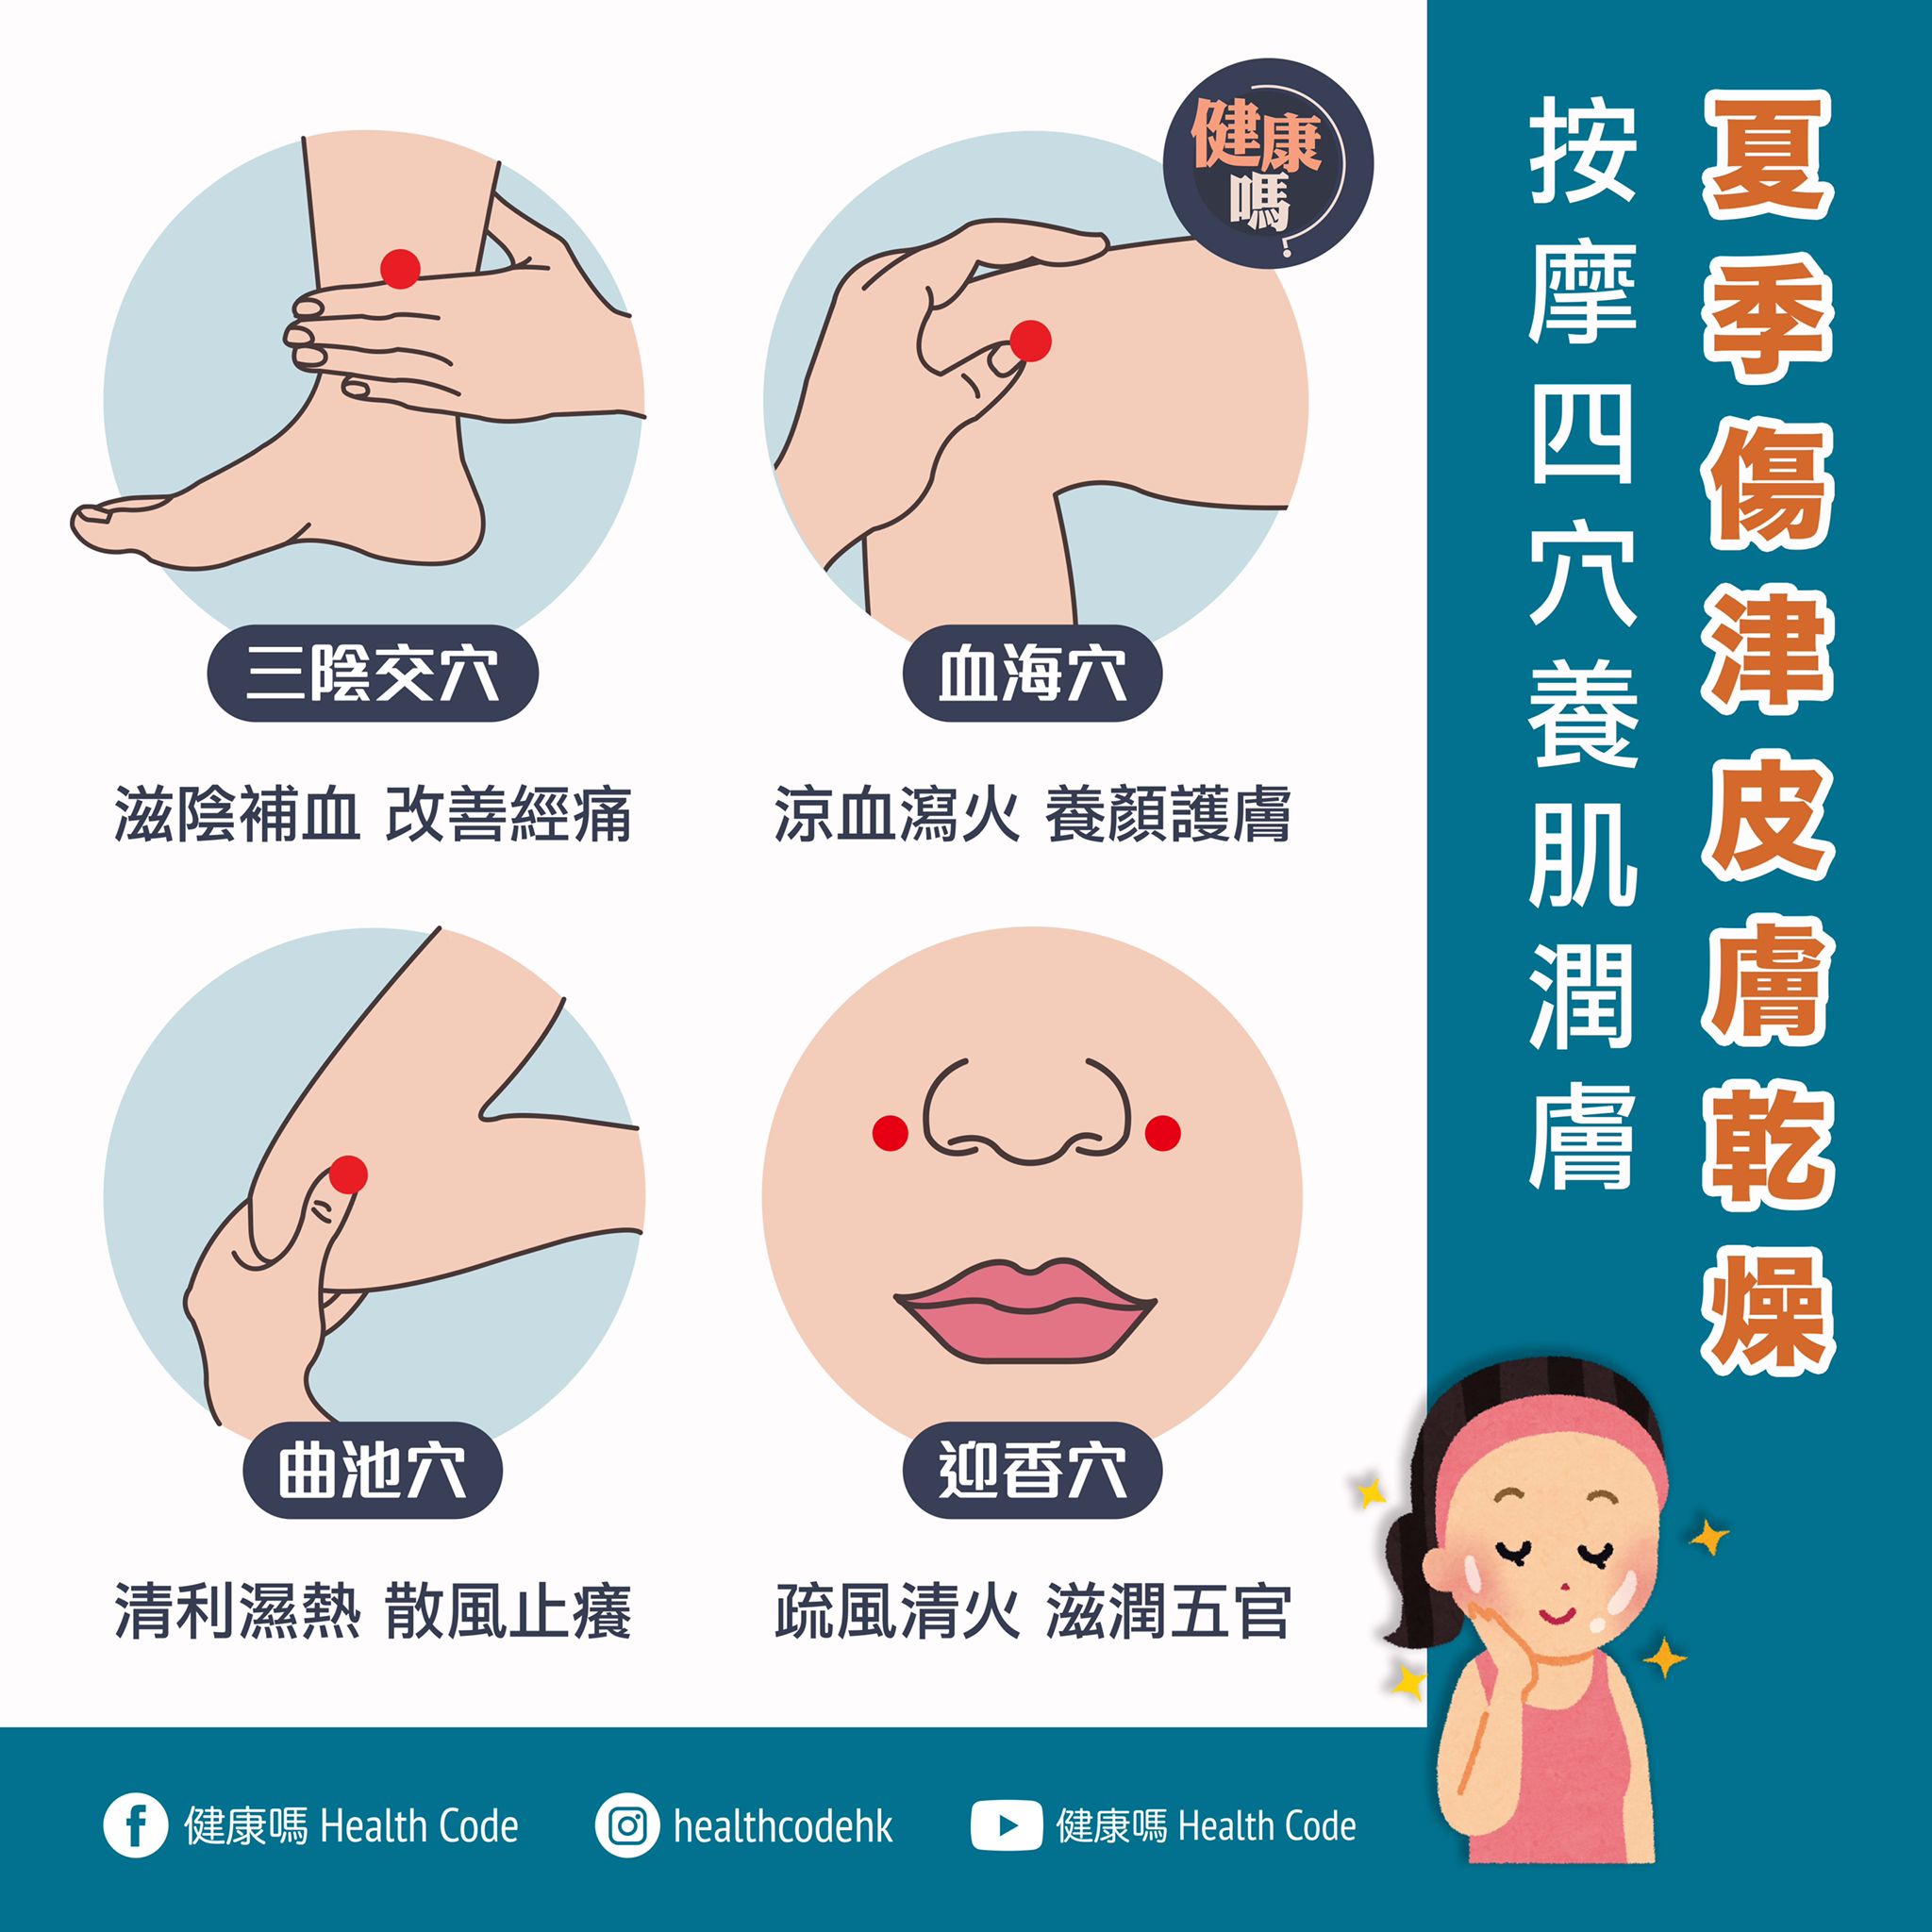 夏季傷津皮膚乾燥
按摩四穴養肌潤膚
健康
嗎?
三陰交穴
滋陰補血 改善經痛
血海穴
涼血瀉火 養顏護膚
曲池穴
清利濕熱 散風止癢
迎香穴
疏風清火 滋潤五官
健康嗎 Health Code
healthcodehk
健康嗎 Health Code